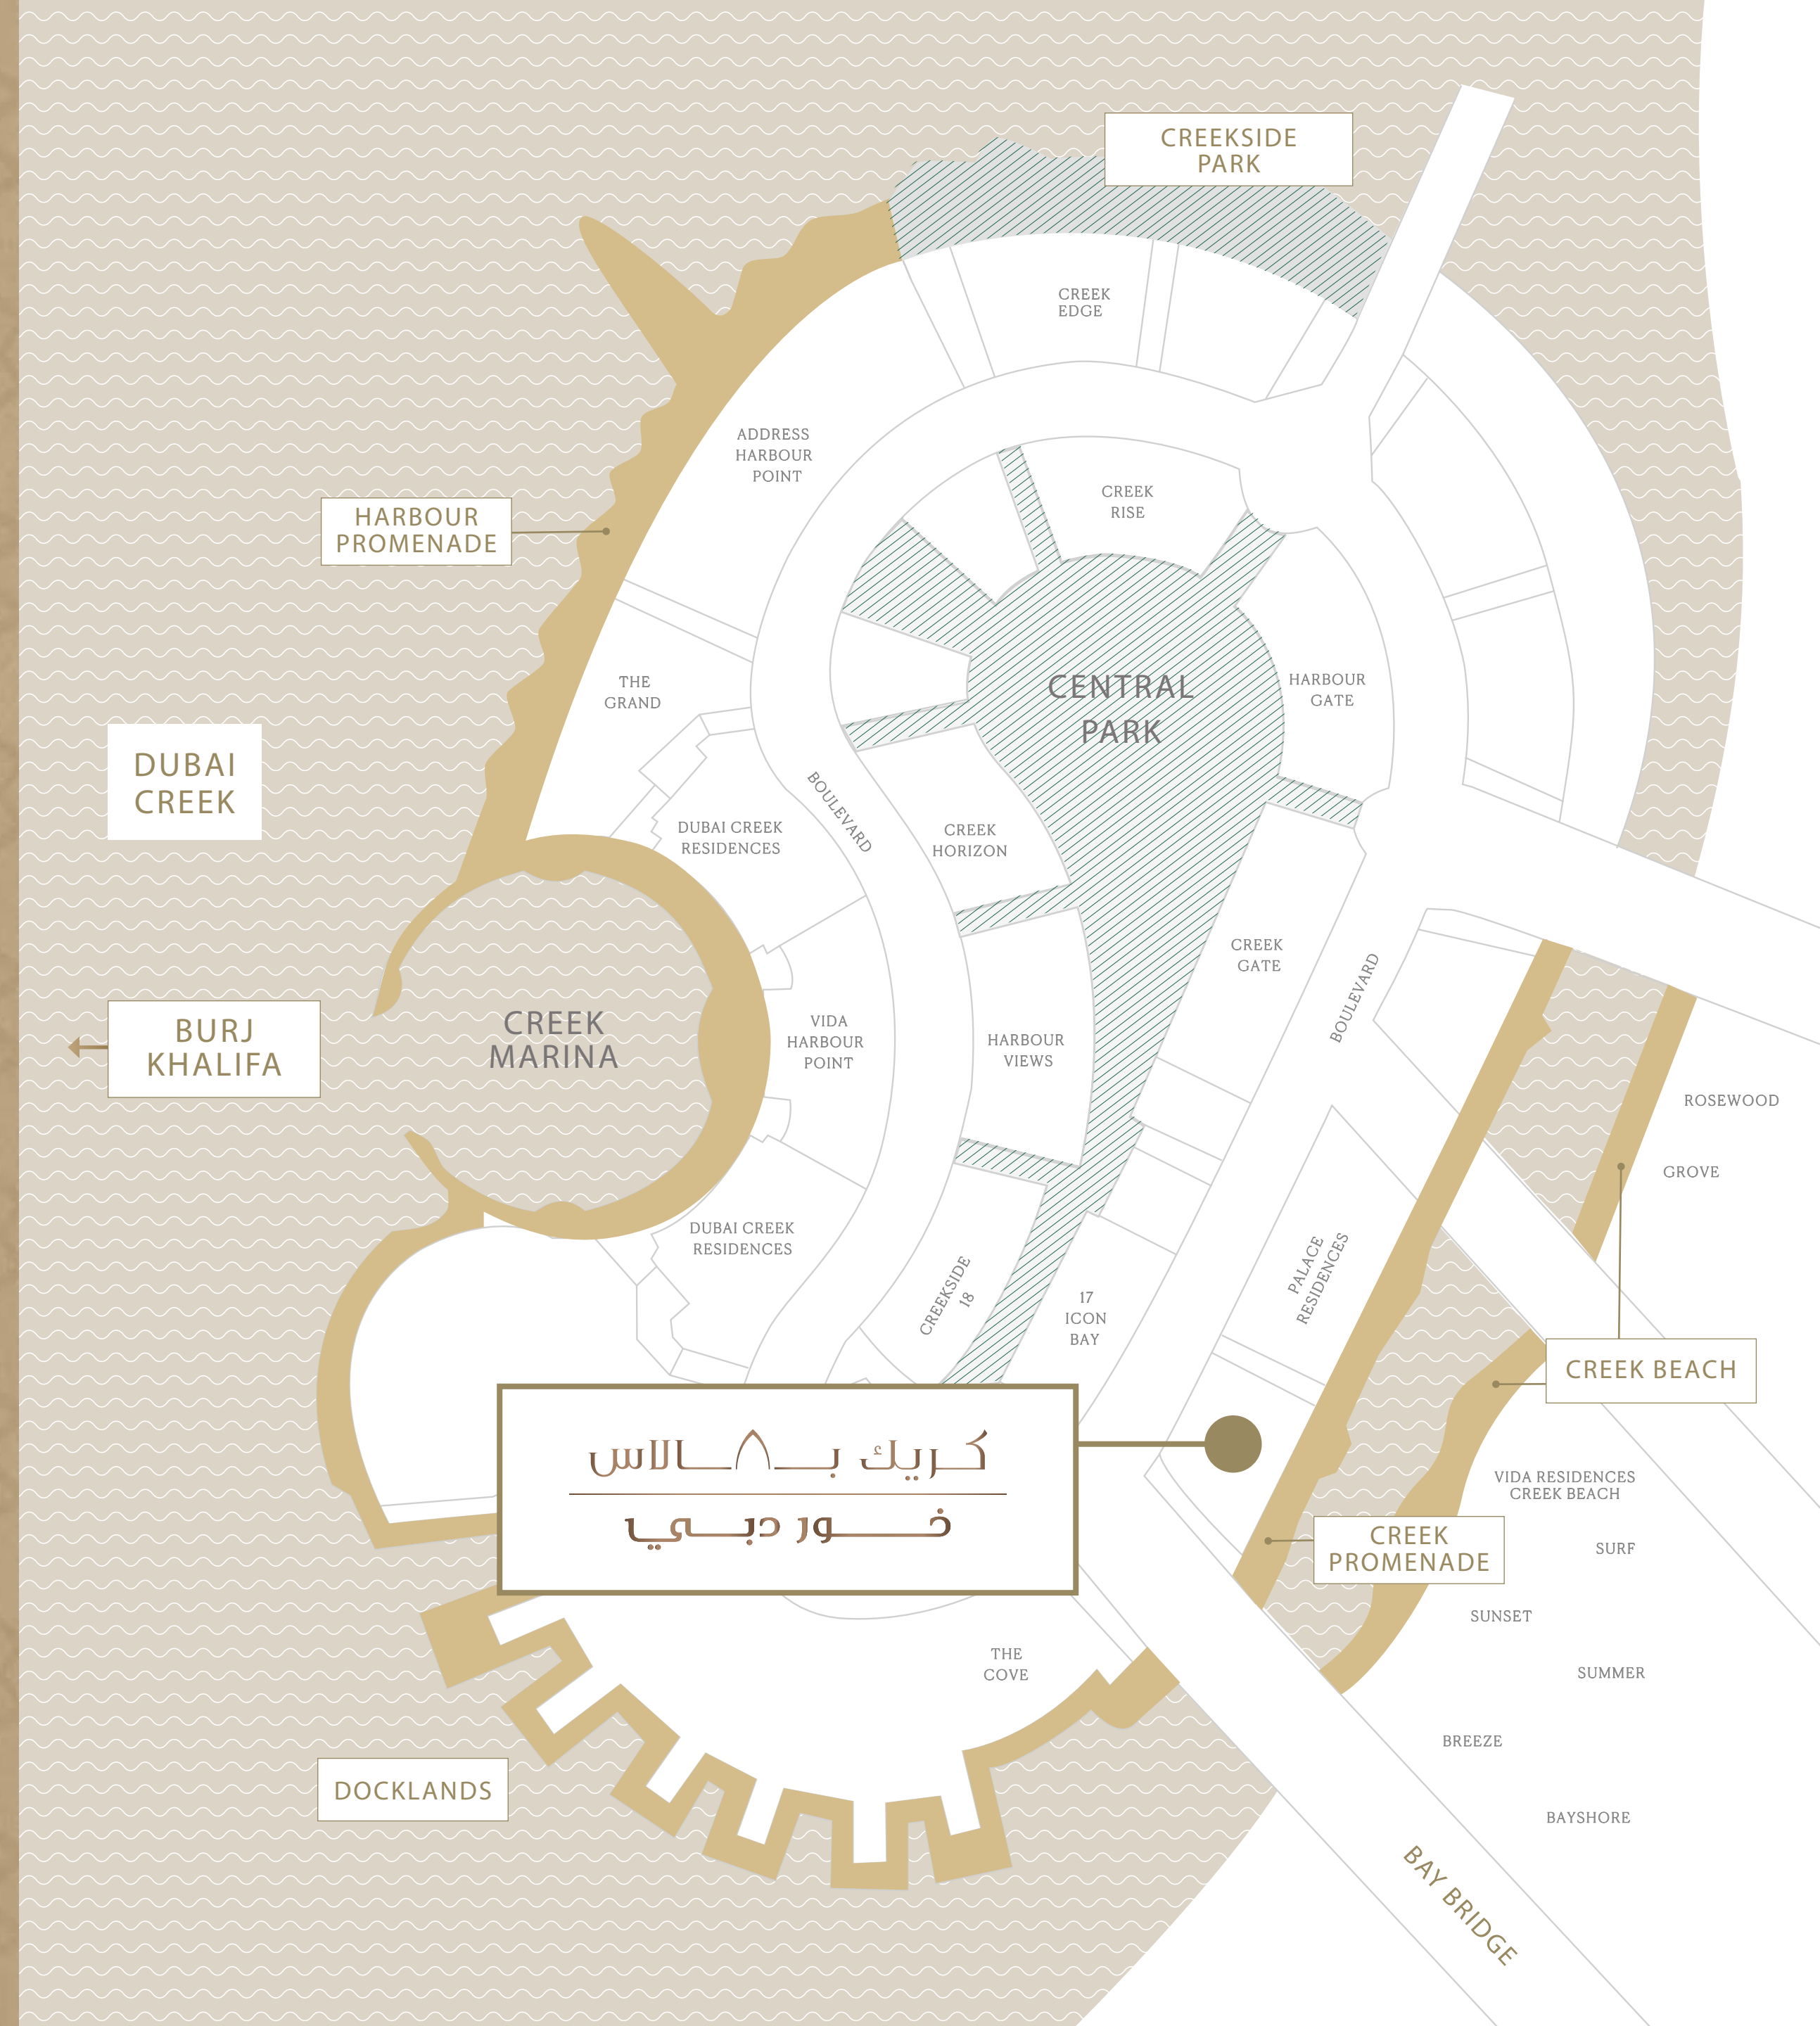 CREEKSIDE
PARK
CREEK
EDGE
ADDRESS
HARBOUR
POINT
CREEK
RISE
HARBOUR
PROMENADE
THE
GRAND
CENTRAL
PARK
HARBOUR
GATE
DUBAI
CREEK
BOULEVARD
DUBAI CREEK
RESIDENCES
CREEK
HORIZON
CREEK
GATE
BOULEVARD
BURJ
KHALIFA
CREEK
MARINA
VIDA
HARBOUR
POINT
HARBOUR
VIEWS
ROSEWOOD
GROVE
DUBAI CREEK
RESIDENCES
CREEKSIDE
18
17
ICON
BAY
PALACE
RESIDENCES
CREEK BEACH
كريك بالاس
خور دبي
VIDA RESIDENCES
CREEK BEACH
CREEK
PROMENADE
SURF
SUNSET
THE
COVE
SUMMER
BREEZE
DOCKLANDS
BAYSHORE
BAY BRIDGE